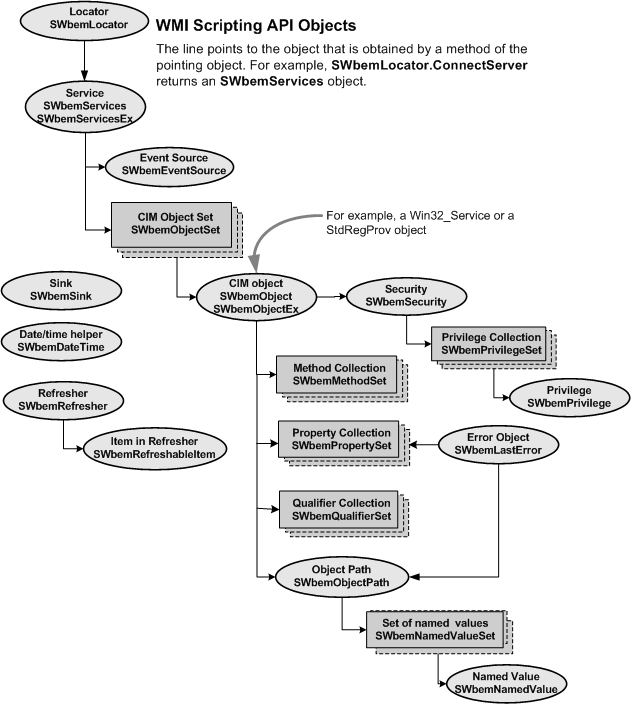 Locator
SWbemLocator
WMI Scripting API Objects
The line points to the object that is obtained by a method of the
pointing object. For example, SWbemLocator.ConnectServer
returns an SWbemServices object.
Service
SWbemServices
SWbemServicesEx
Event Source
SWbemEventSource
CIM Object Set
SWbemObjectSet
For example, a Win32_Service or a
StdRegProv object
CIM object
SWbemObject
SWbemObjectEx
Security
SWbemSecurity
Sink
SWbemSink
Privilege Collection
SWbemPrivilegeSet
Date/time helper
SWbemDateTime
Method Collection
SWbemMethodSet
Privilege
SWbemPrivilege
Refresher
SWbemRefresher
Item in Refresher
SWbemRefreshableItem
Property Collection
SWbemPropertySet
Error Object
SWbemLastError
Qualifier Collection
SWbemQualifierSet
Object Path
SWbemObjectPath
Set of named values
SWbemNamedValueSet
Named Value
SWbemNamedValue